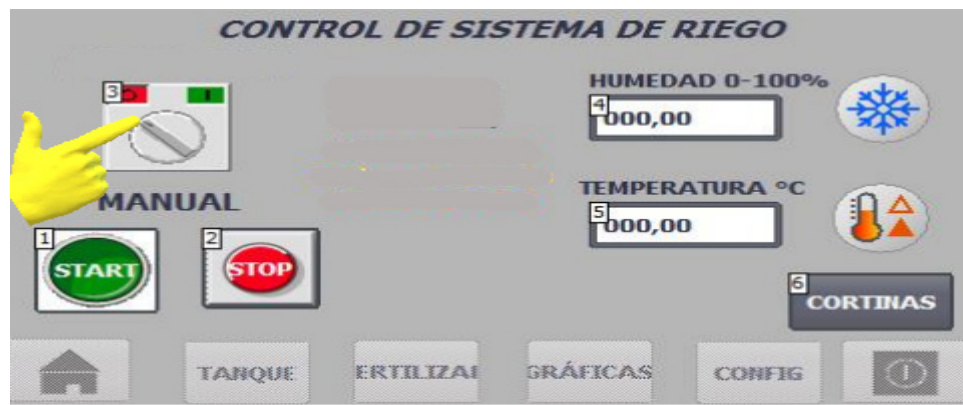 CONTROL DE SISTEMA DE RIEGO
3
HUMEDAD 0-100%
4
000,00
MANUAL
TEMPERATURA °C
5
000,00
1
START
2
STOP
6
CORTINAS
TANQUE
ERTILIZAI
GRÁFICAS
CONFIG